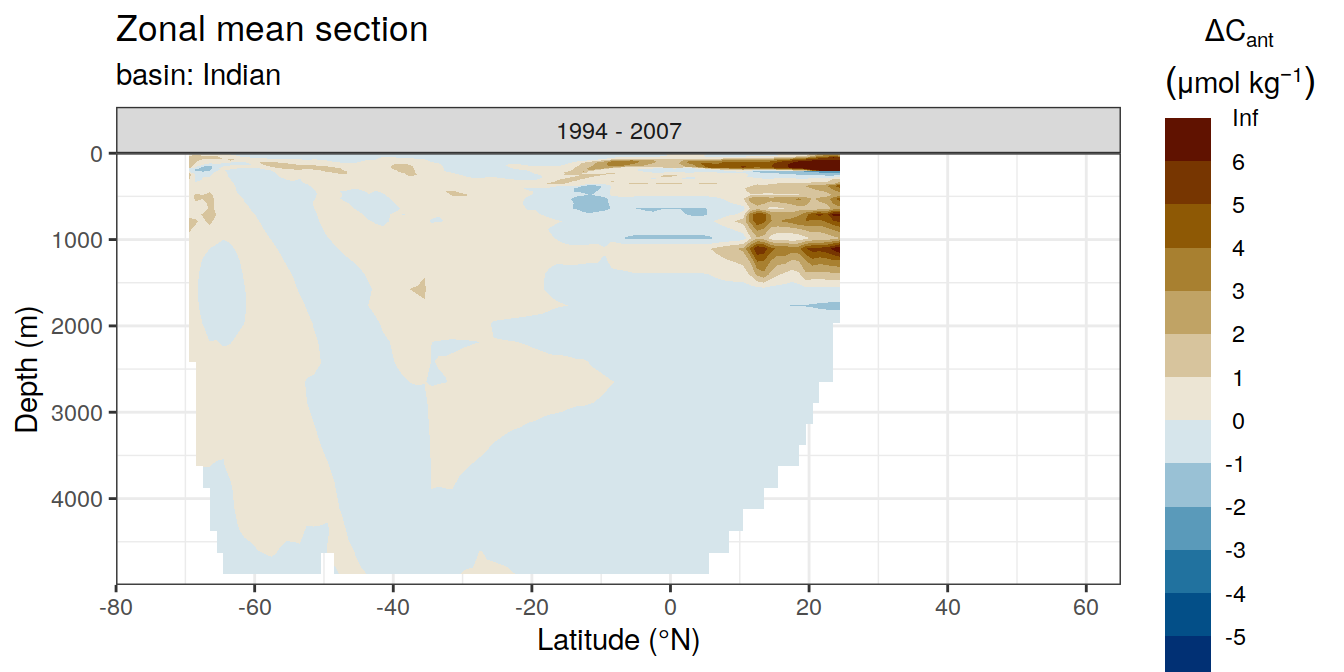 Zonal mean section
basin: Indian
1994 - 2007
ΔCant
(μmol kg⁻¹)
Inf
6
5
4
3
2
1
0
-1
-2
-3
-4
-5
Depth (m)
0
1000
2000
3000
4000
-80 -60 -40 -20 0 20 40 60
Latitude (°N)